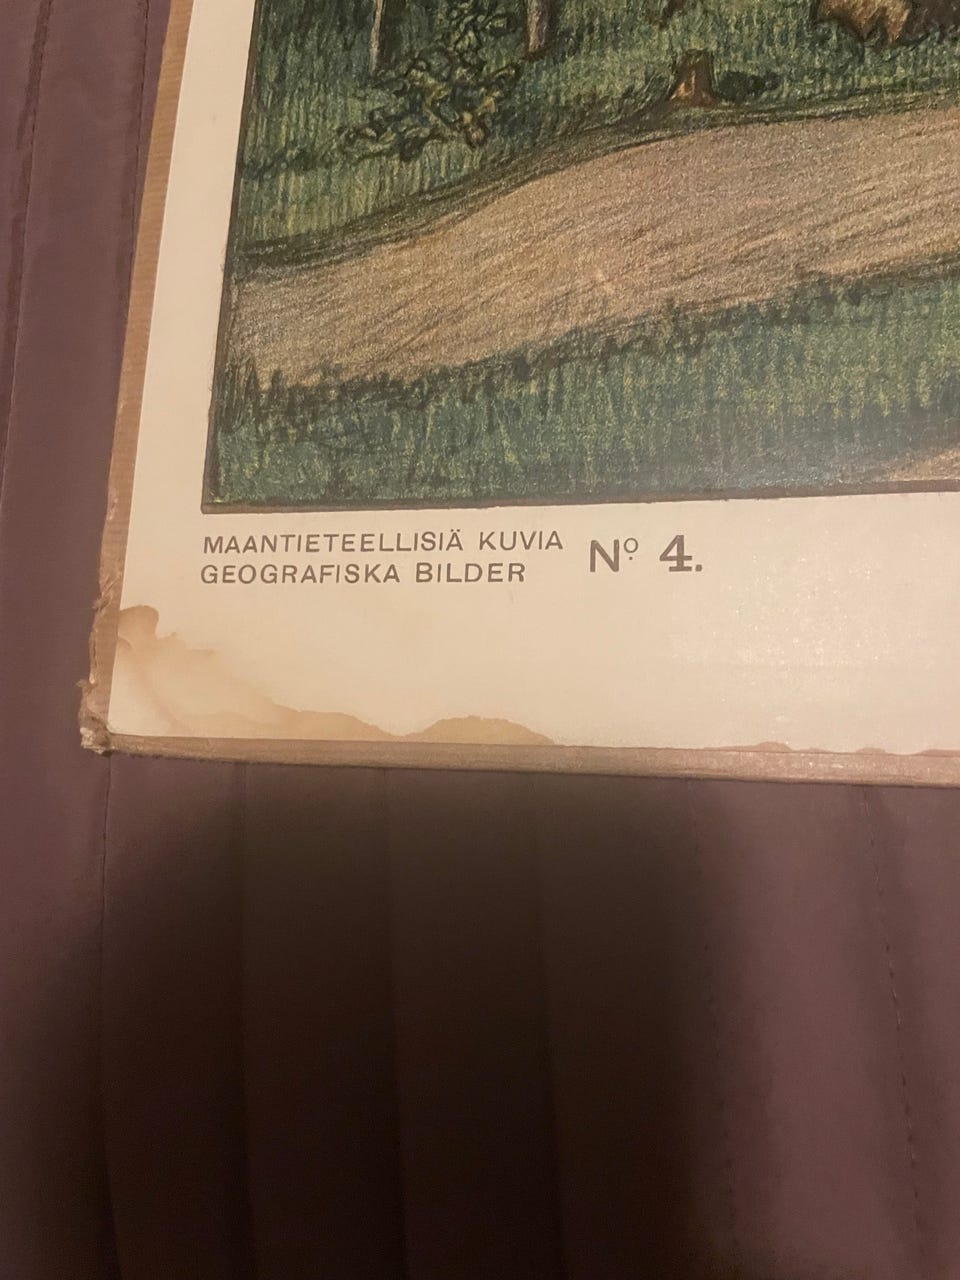 MAANTIETEELLISIÄ KUVIA
GEOGRAFISKA BILDER
Nº 4.